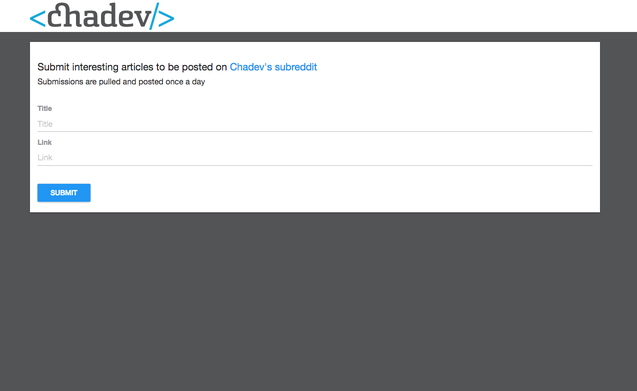 <chadev/>
Submit interesting articles to be posted on Chadev's subreddit
Submissions are pulled and posted once a day
Title
Title
Link
Link
SUBMIT